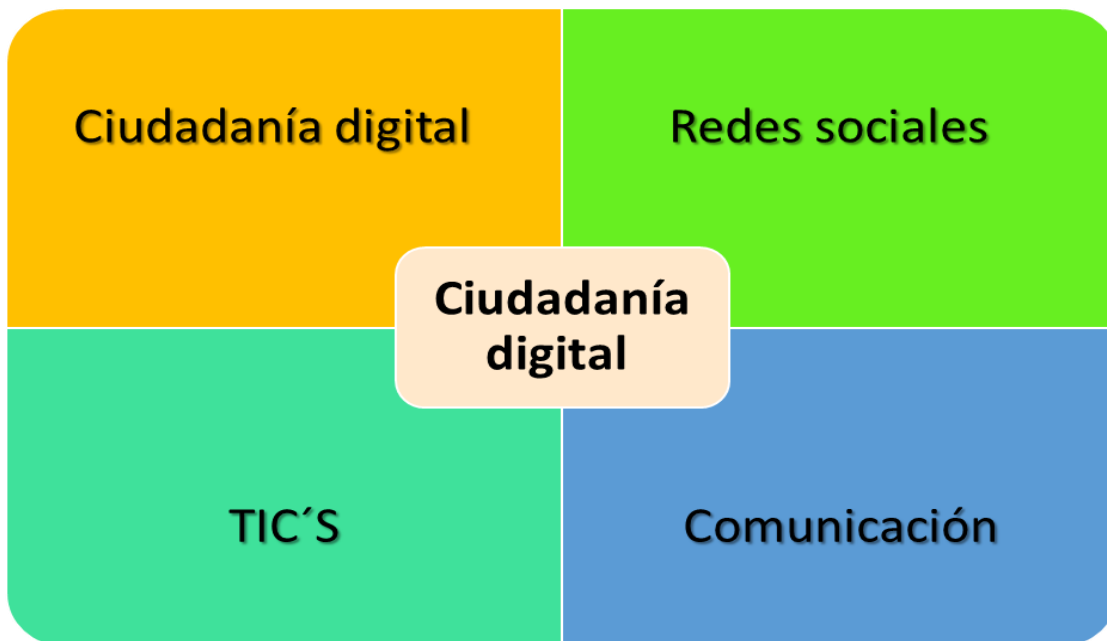 Ciudadanía digital
Redes sociales
Ciudadanía
digital
TIC´S
Comunicación